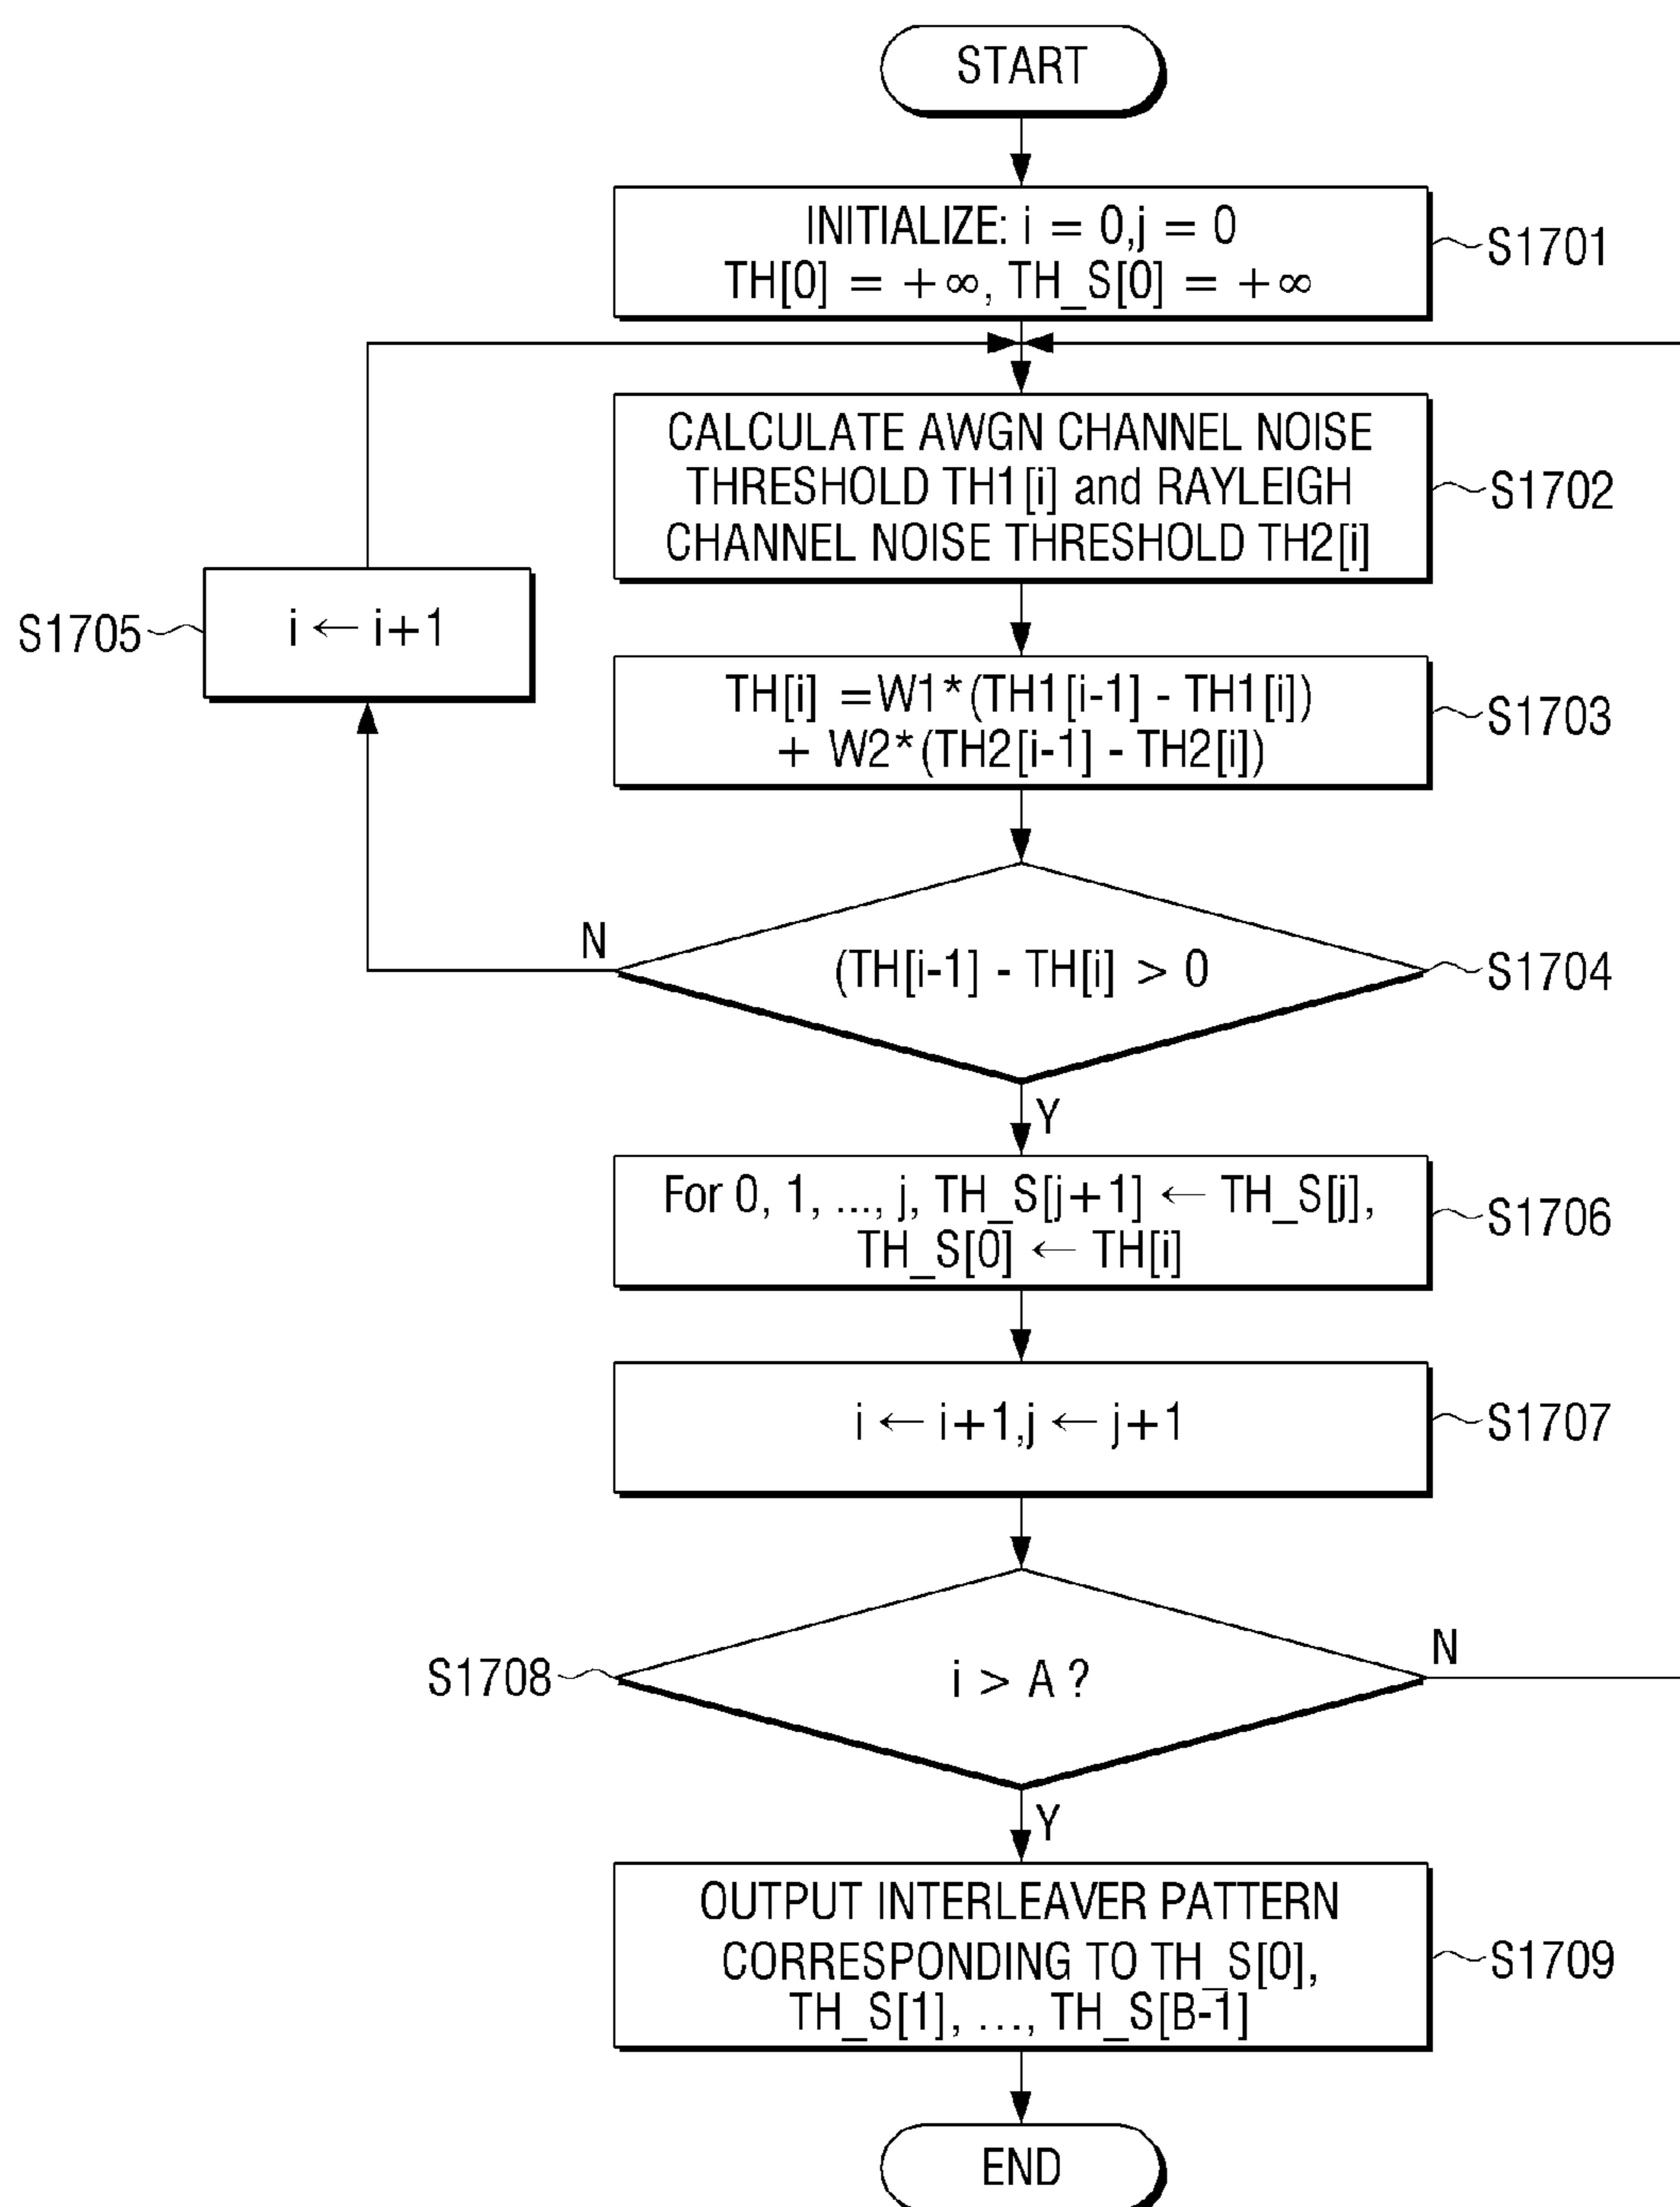 START
INITIALIZE: i = 0,j = 0
TH[0] = +∞, TH_S[0] = +∞
S1701
CALCULATE AWGN CHANNEL NOISE
THRESHOLD TH1[i] and RAYLEIGH
CHANNEL NOISE THRESHOLD TH2[i]
S1702
S1705
i ← i+1
TH[i] =W1*(TH1[i-1] - TH1[i])
+ W2*(TH2[i-1] - TH2[i])
S1703
N
(TH[i-1] - TH[i] > 0
S1704
Y
For 0, 1, ..., j, TH_S[j+1] ← TH_S[j],
TH_S[0] ← TH[i]
S1706
i ← i+1,j ← j+1
S1707
S1708
i > A ?
N
Y
OUTPUT INTERLEAVER PATTERN
CORRESPONDING TO TH_S[0],
TH_S[1], ..., TH_S[B-1]
S1709
END